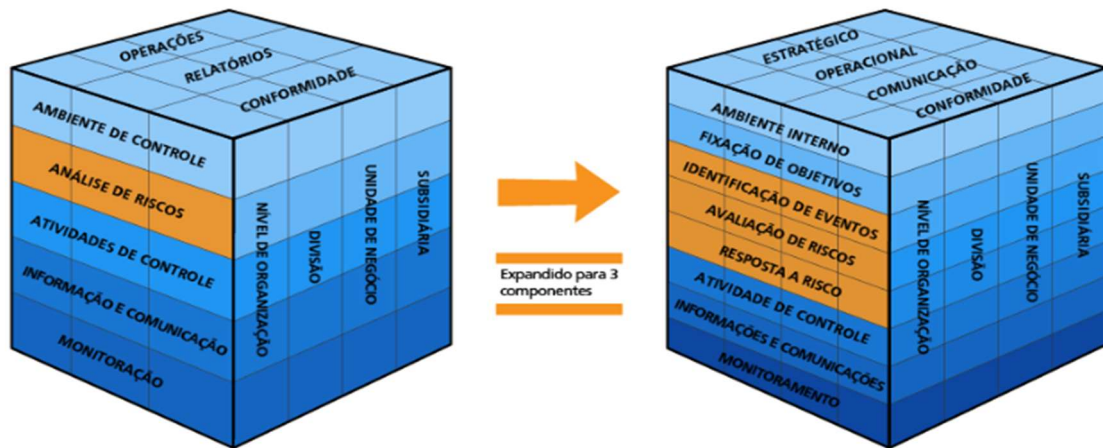 OPERAÇÕES
RELATÓRIOS
CONFORMIDADE
AMBIENTE DE CONTROLE
ANÁLISE DE RISCOS
ATIVIDADES DE CONTROLE
INFORMAÇÃO E COMUNICAÇÃO
MONITORAÇÃO
NÍVEL DE ORGANIZAÇÃO
DIVISÃO
UNIDADE DE NEGÓCIO
SUBSIDIÁRIA
Expandido para 3
componentes
ESTRATÉGICO
OPERACIONAL
COMUNICAÇÃO
CONFORMIDADE
AMBIENTE INTERNO
FIXAÇÃO DE OBJETIVOS
IDENTIFICAÇÃO DE EVENTOS
AVALIAÇÃO DE RISCOS
RESPOSTA A RISCO
ATIVIDADE DE CONTROLE
INFORMAÇÕES E COMUNICAÇÕES
MONITORAMENTO
NÍVEL DE ORGANIZAÇÃO
DIVISÃO
UNIDADE DE NEGÓCIO
SUBSIDIÁRIA